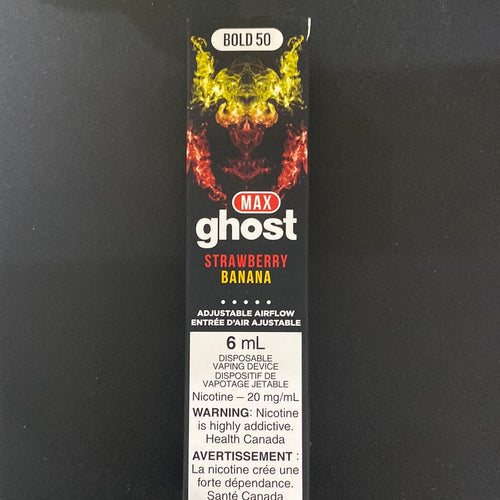 BOLD 50
MAX
ghost
STRAWBERRY
BANANA
ADJUSTABLE AIRFLOW
ENTRÉE D'AIR AJUSTABLE
6 mL
DISPOSABLE
VAPING DEVICE
DISPOSITIF DE
VAPOTAGE JETABLE
Nicotine – 20 mg/mL
WARNING: Nicotine
is highly addictive.
Health Canada
AVERTISSEMENT :
La nicotine crée une
forte dépendance.
Santé Canada